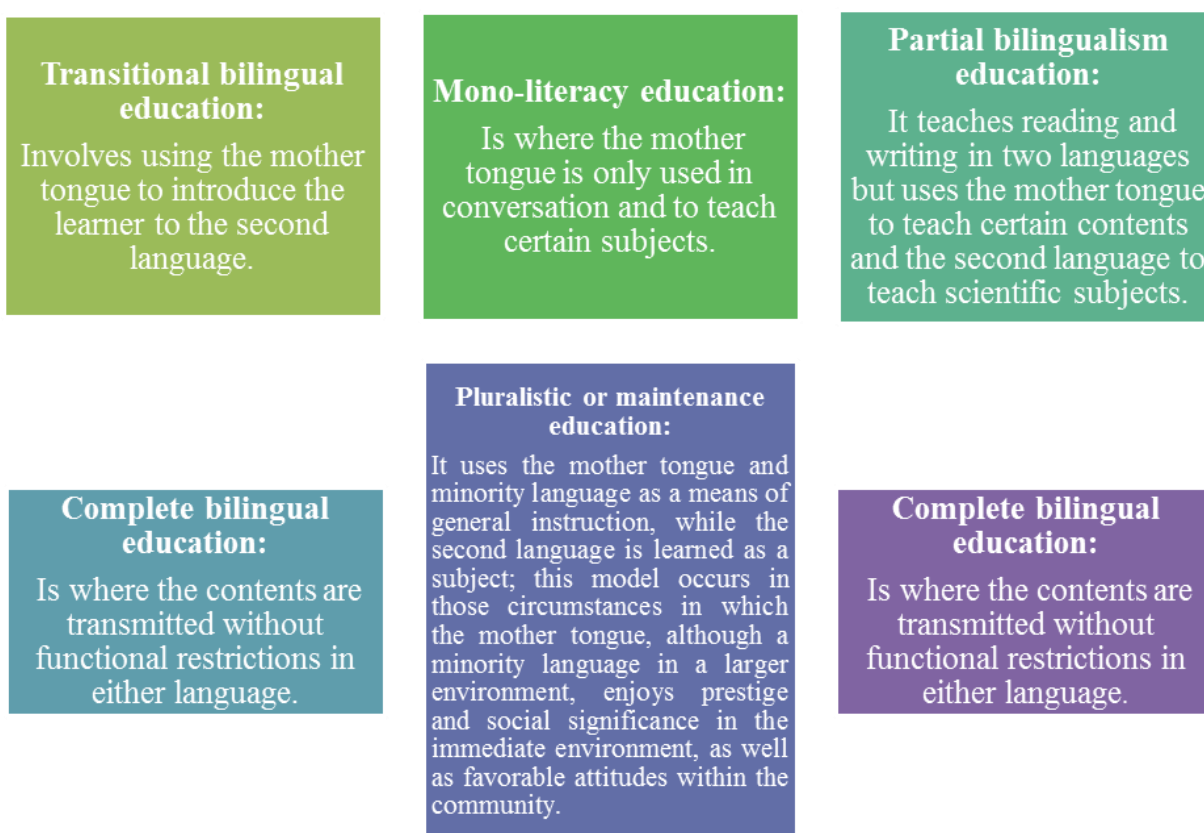 Transitional bilingual
education:
Involves using the mother
tongue to introduce the
learner to the second
language.
Mono-literacy education:
Is where the mother
tongue is only used in
conversation and to teach
certain subjects.
Partial bilingualism
education:
It teaches reading and
writing in two languages
but uses the mother tongue
to teach certain contents
and the second language to
teach scientific subjects.
Complete bilingual
education:
Is where the contents are
transmitted without
functional restrictions in
either language.
Pluralistic or maintenance
education:
It uses the mother tongue and
minority language as a means of
general instruction, while the
second language is learned as a
subject; this model occurs in
those circumstances in which
the mother tongue, although a
minority language in a larger
environment, enjoys prestige
and social significance in the
immediate environment, as well
as favorable attitudes within the
community.
Complete bilingual
education:
Is where the contents are
transmitted without
functional restrictions in
either language.